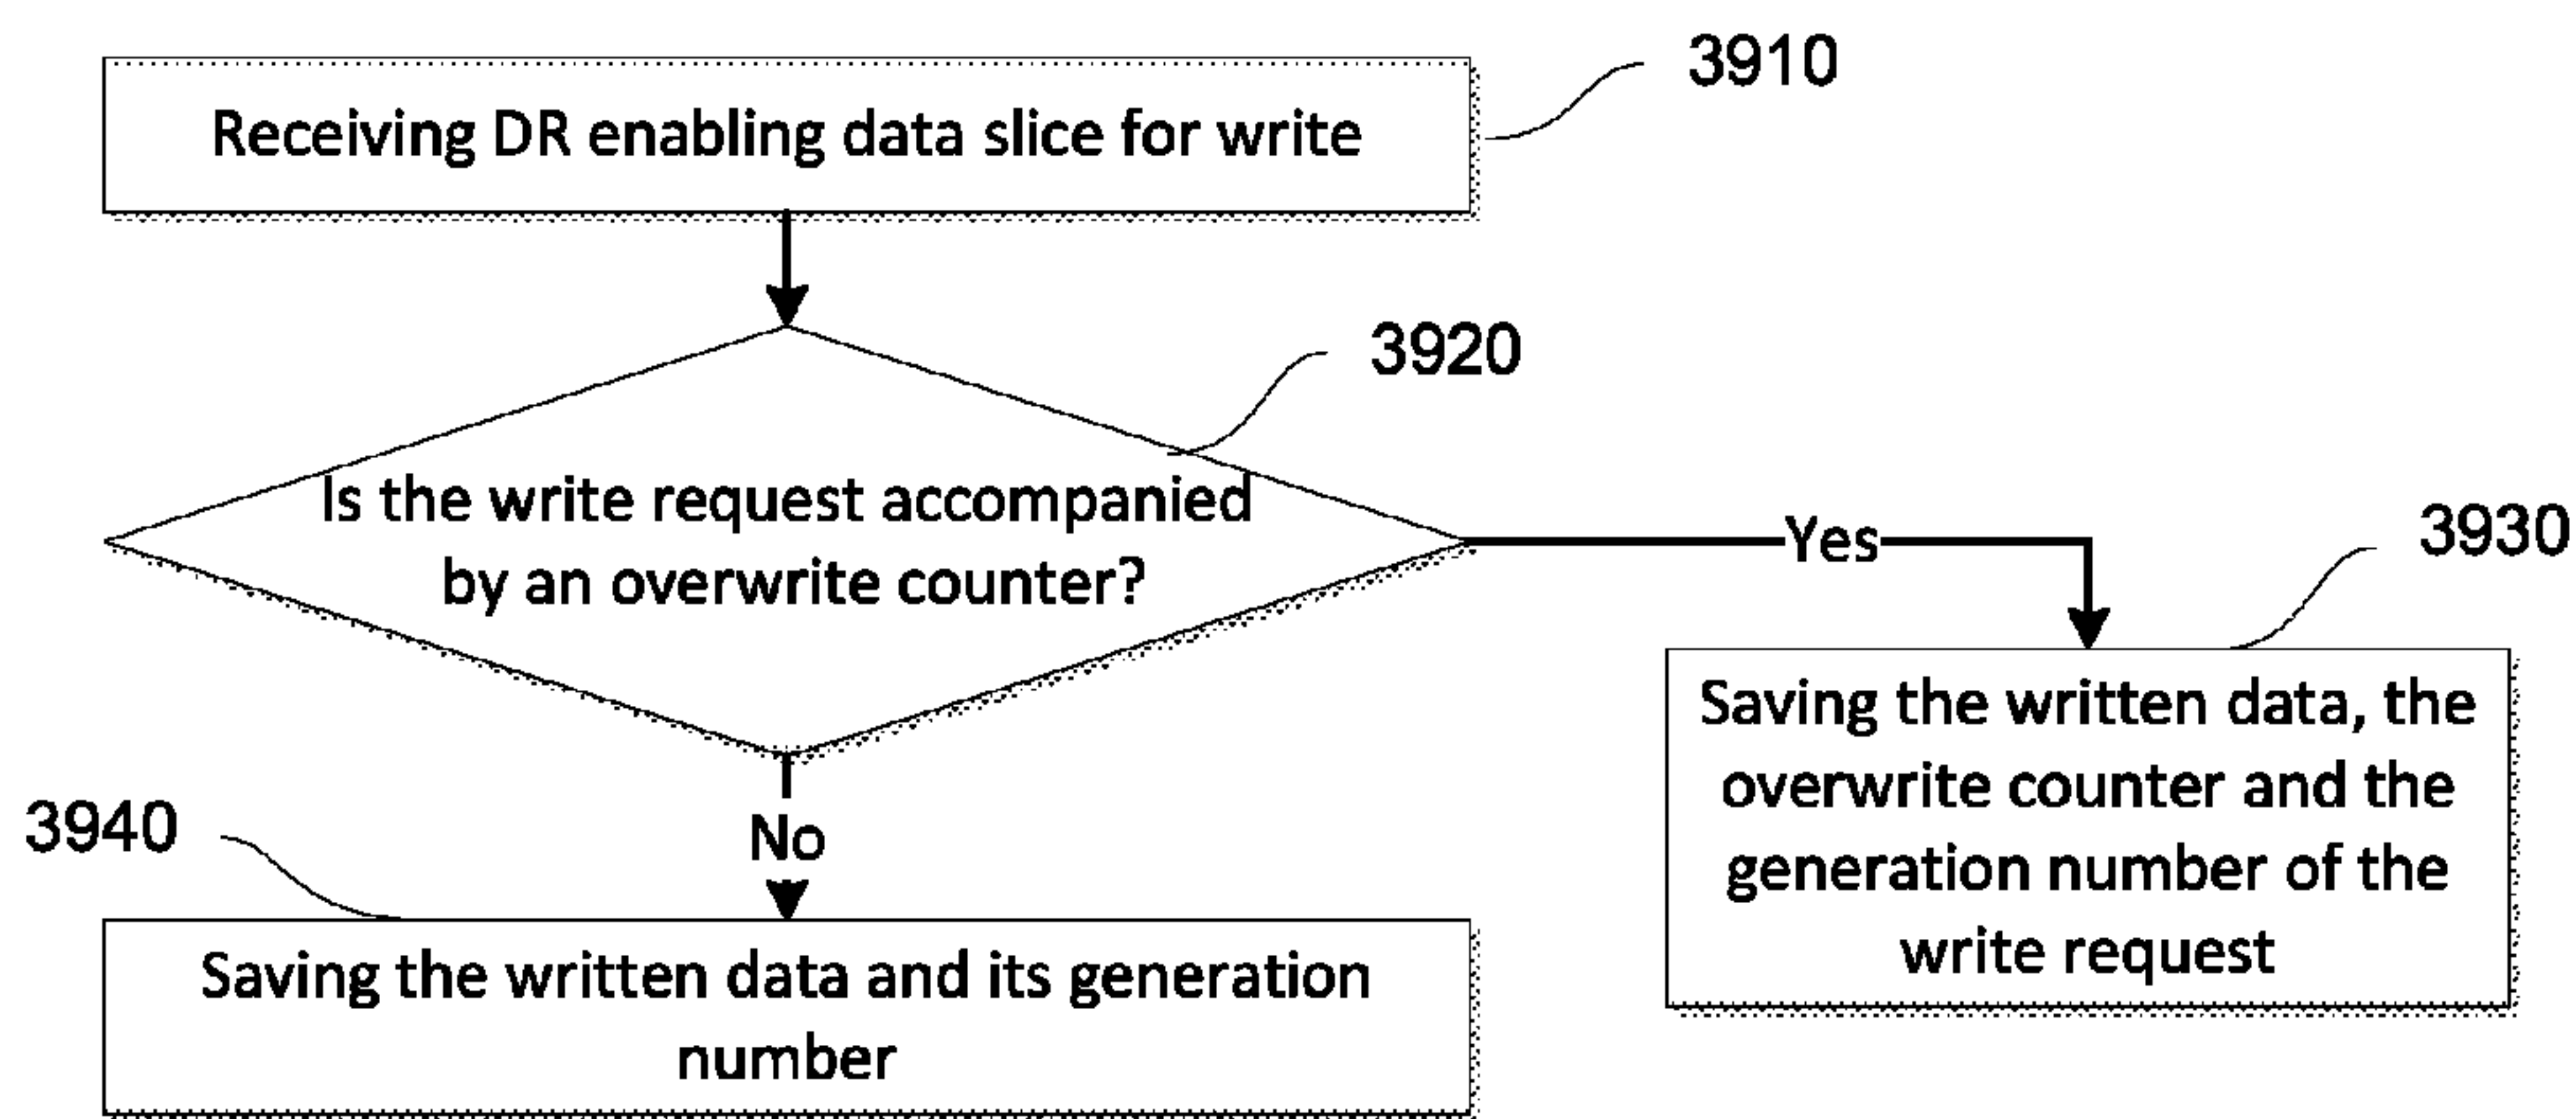 3910
Receiving DR enabling data slice for write
3920
Is the write request accompanied
by an overwrite counter?
Yes
3930
Saving the written data, the
overwrite counter and the
generation number of the
write request
No
3940
Saving the written data and its generation
number